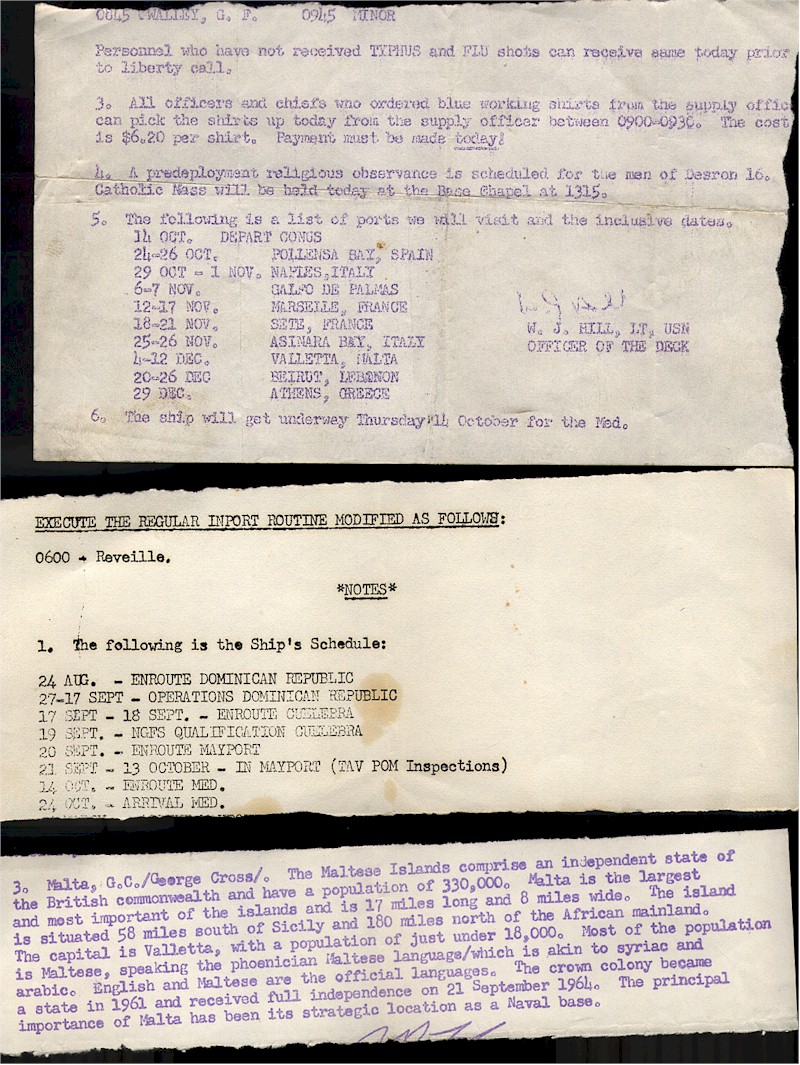 0845 WALLEY, G. F. 0945 MINOR
Personnel who have not received TYPHUS and FLU shots can receive same today prior
to liberty call.
3. All officers and chiefs who ordered blue working shirts from the supply offic
can pick the shirts up today from the supply officer between 0900-0930. The cost
is $6.20 per shirt. Payment must be made today!
4. A predeployment religious observance is scheduled for the men of Desron 16.
Catholic Mass will be held today at the Base Chapel at 1315.
5. The following is a list of ports we will visit and the inclusive dates.
14 OCT. DEPART CONUS
24-26 OCT. POLLENSA BAY, SPAIN
29 OCT - 1 NOV. NAPLES, ITALY
6-7 NOV. GALFO DE PALMAS
12-17 NOV. MARSELLE, FRANCE
18-21 NOV. SETE, FRANCE
25-26 NOV. ASINARA BAY, ITALY
4-12 DEC. VALLETTA, MALTA
20-26 DEC BEIRUT, LEBENON
29 DEC. ATHENS, GREECE
W. J. HILL, LT, USN
OFFICER OF THE DECK
6. The ship will get underway Thursday 14 October for the Med.
EXECUTE THE REGULAR INPORT ROUTINE MODIFIED AS FOLLOWS:
0600 - Reveille.
*NOTES*
1. The following is the Ship's Schedule:
24 AUG. - ENROUTE DOMINICAN REPUBLIC
27-17 SEPT - OPERATIONS DOMINICAN REPUBLIC
17 SEPT - 18 SEPT. - ENROUTE CULEBRA
19 SEPT. - NGFS QUALIFICATION CULEBRA
20 SEPT. - ENROUTE MAYPORT
21 SEPT - 13 OCTOBER - IN MAYPORT (TAV POM Inspections)
14 OCT. - ENROUTE MED.
24 OCT. - ARRIVAL MED.
3. Malta, G.C./George Cross/. The Maltese Islands comprise an independent state of
the British commonwealth and have a population of 330,000. Malta is the largest
and most important of the islands and is 17 miles long and 8 miles wide. The island
is situated 58 miles south of Sicily and 180 miles north of the African mainland.
The capital is Valletta, with a population of just under 18,000. Most of the population
is Maltese, speaking the phoenician Maltese language/which is akin to syriac and
arabic. English and Maltese are the official languages. The crown colony became
a state in 1961 and received full independence on 21 September 1964. The principal
importance of Malta has been its strategic location as a Naval base.